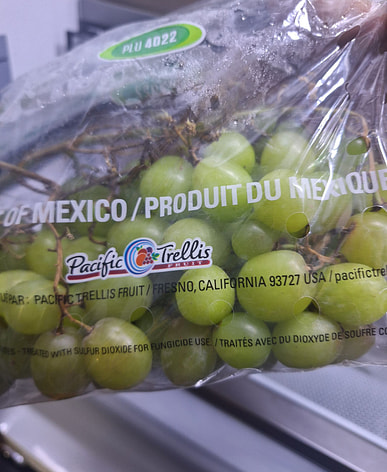 PLU 4022
OF MEXICO / PRODUIT DU MEXIQUE
Pacific Trellis
FRUIT
PAR: PACIFIC TRELLIS FRUIT / FRESNO, CALIFORNIA 93727 USA / pacifictrel
- TREATED WITH SULFUR DIOXIDE FOR FUNGICIDE USE. / TRAITÉS AVEC DU DIOXYDE DE SOUFRE CO